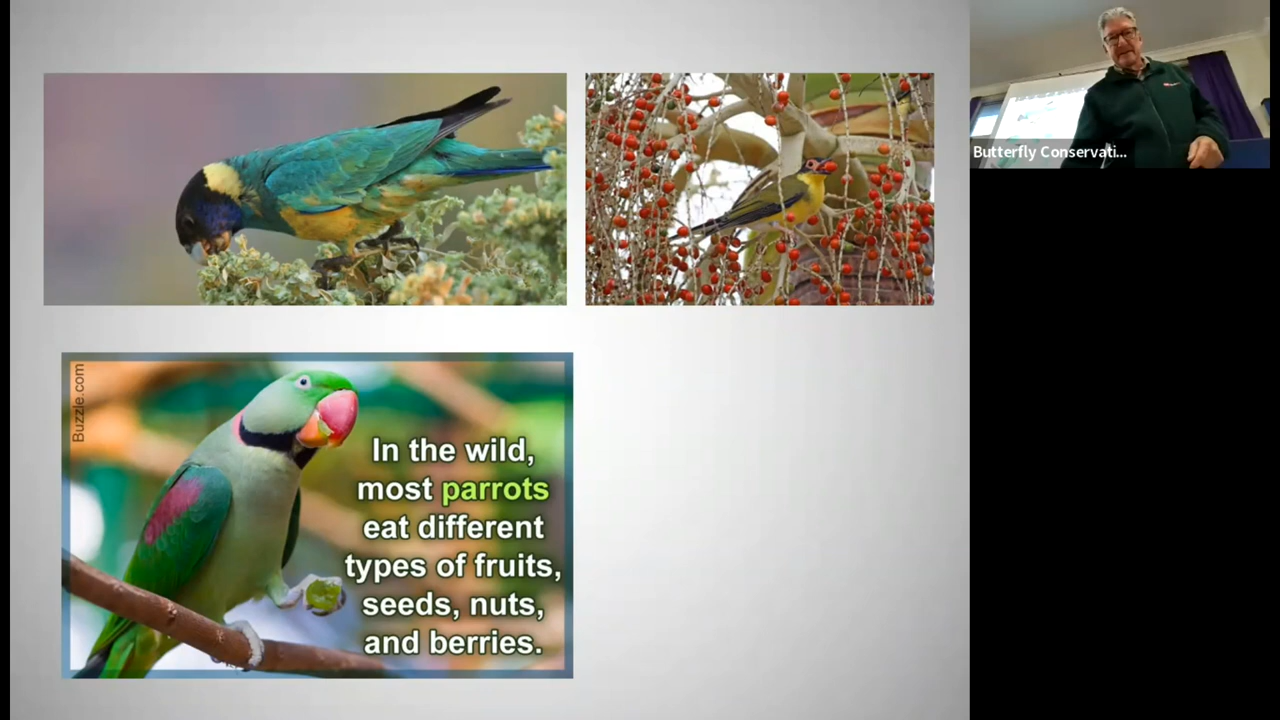 Butterfly Conservati...
Buzzle.com
In the wild,
most parrots
eat different
types of fruits,
seeds, nuts,
and berries.